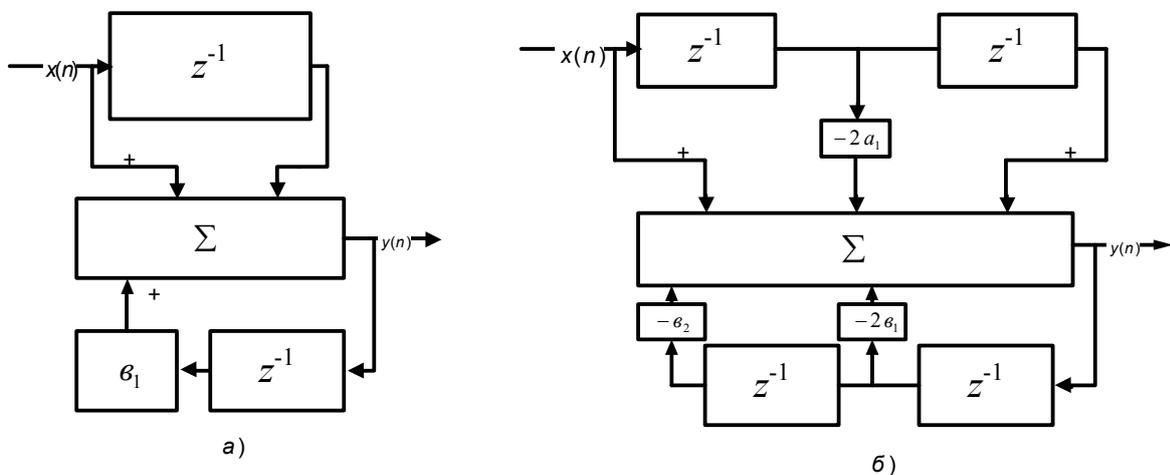 x(n)
z⁻¹
+
Σ
y(n)
+
в₁
z⁻¹
а)
x(n)
z⁻¹
z⁻¹
−2a₁
+
+
Σ
y(n)
−в₂
−2в₁
z⁻¹
z⁻¹
б)